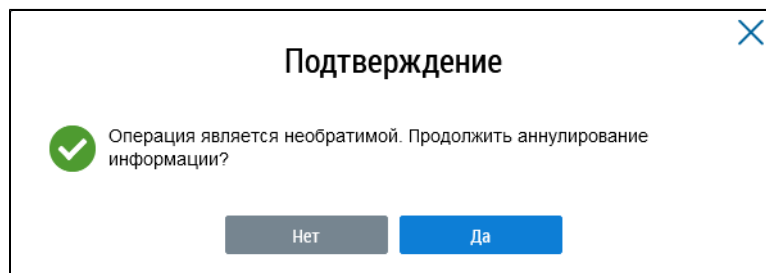 Подтверждение
Операция является необратимой. Продолжить аннулирование
информации?
Нет
Да